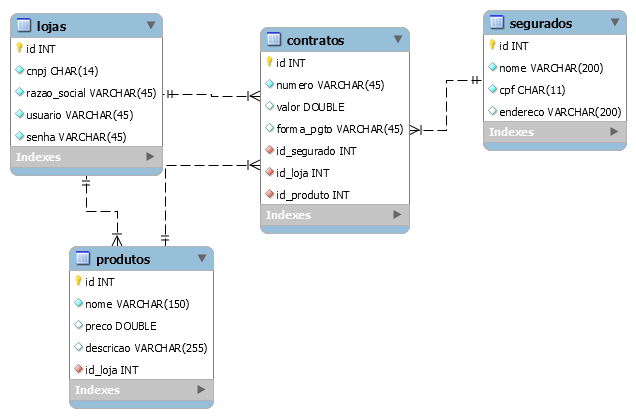 lojas
id INT
cnpj CHAR(14)
razao_social VARCHAR(45)
usuario VARCHAR(45)
senha VARCHAR(45)
Indexes
contratos
id INT
numero VARCHAR(45)
valor DOUBLE
forma_pgto VARCHAR(45)
id_segurado INT
id_loja INT
id_produto INT
Indexes
segurados
id INT
nome VARCHAR(200)
cpf CHAR(11)
endereco VARCHAR(200)
Indexes
produtos
id INT
nome VARCHAR(150)
preco DOUBLE
descricao VARCHAR(255)
id_loja INT
Indexes